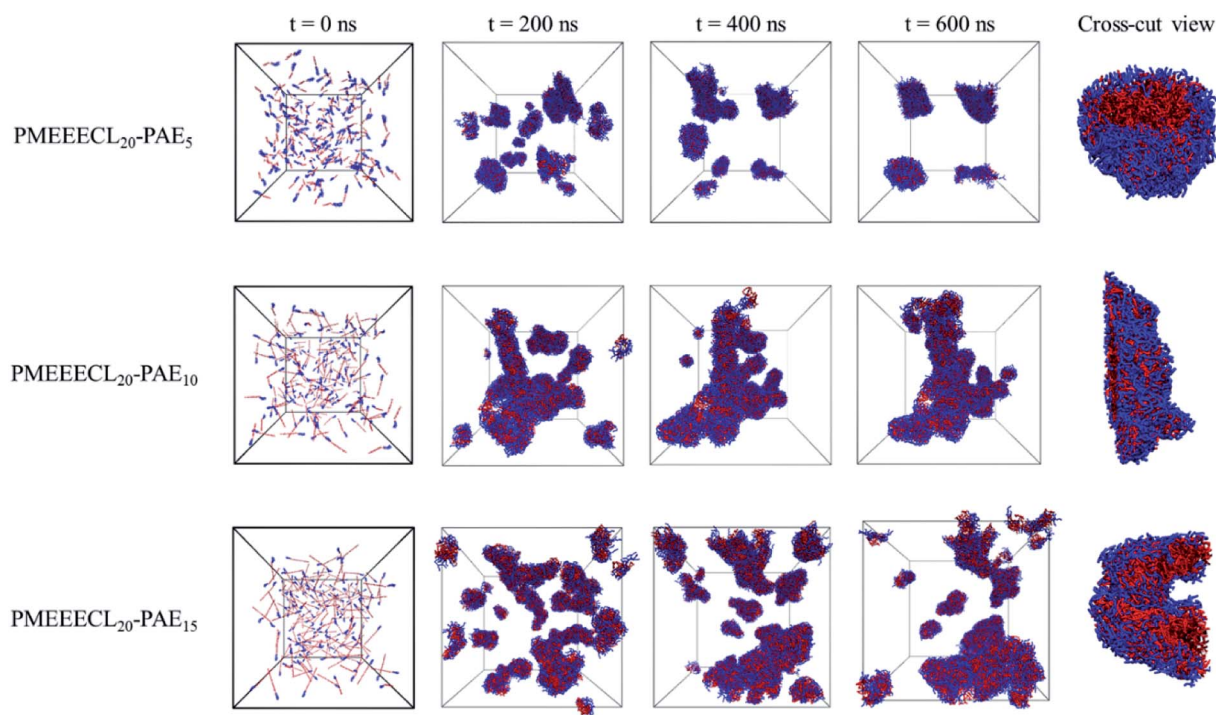 t = 0 ns t = 200 ns t = 400 ns t = 600 ns Cross-cut view
PMEEECL₂₀-PAE₅
PMEEECL₂₀-PAE₁₀
PMEEECL₂₀-PAE₁₅